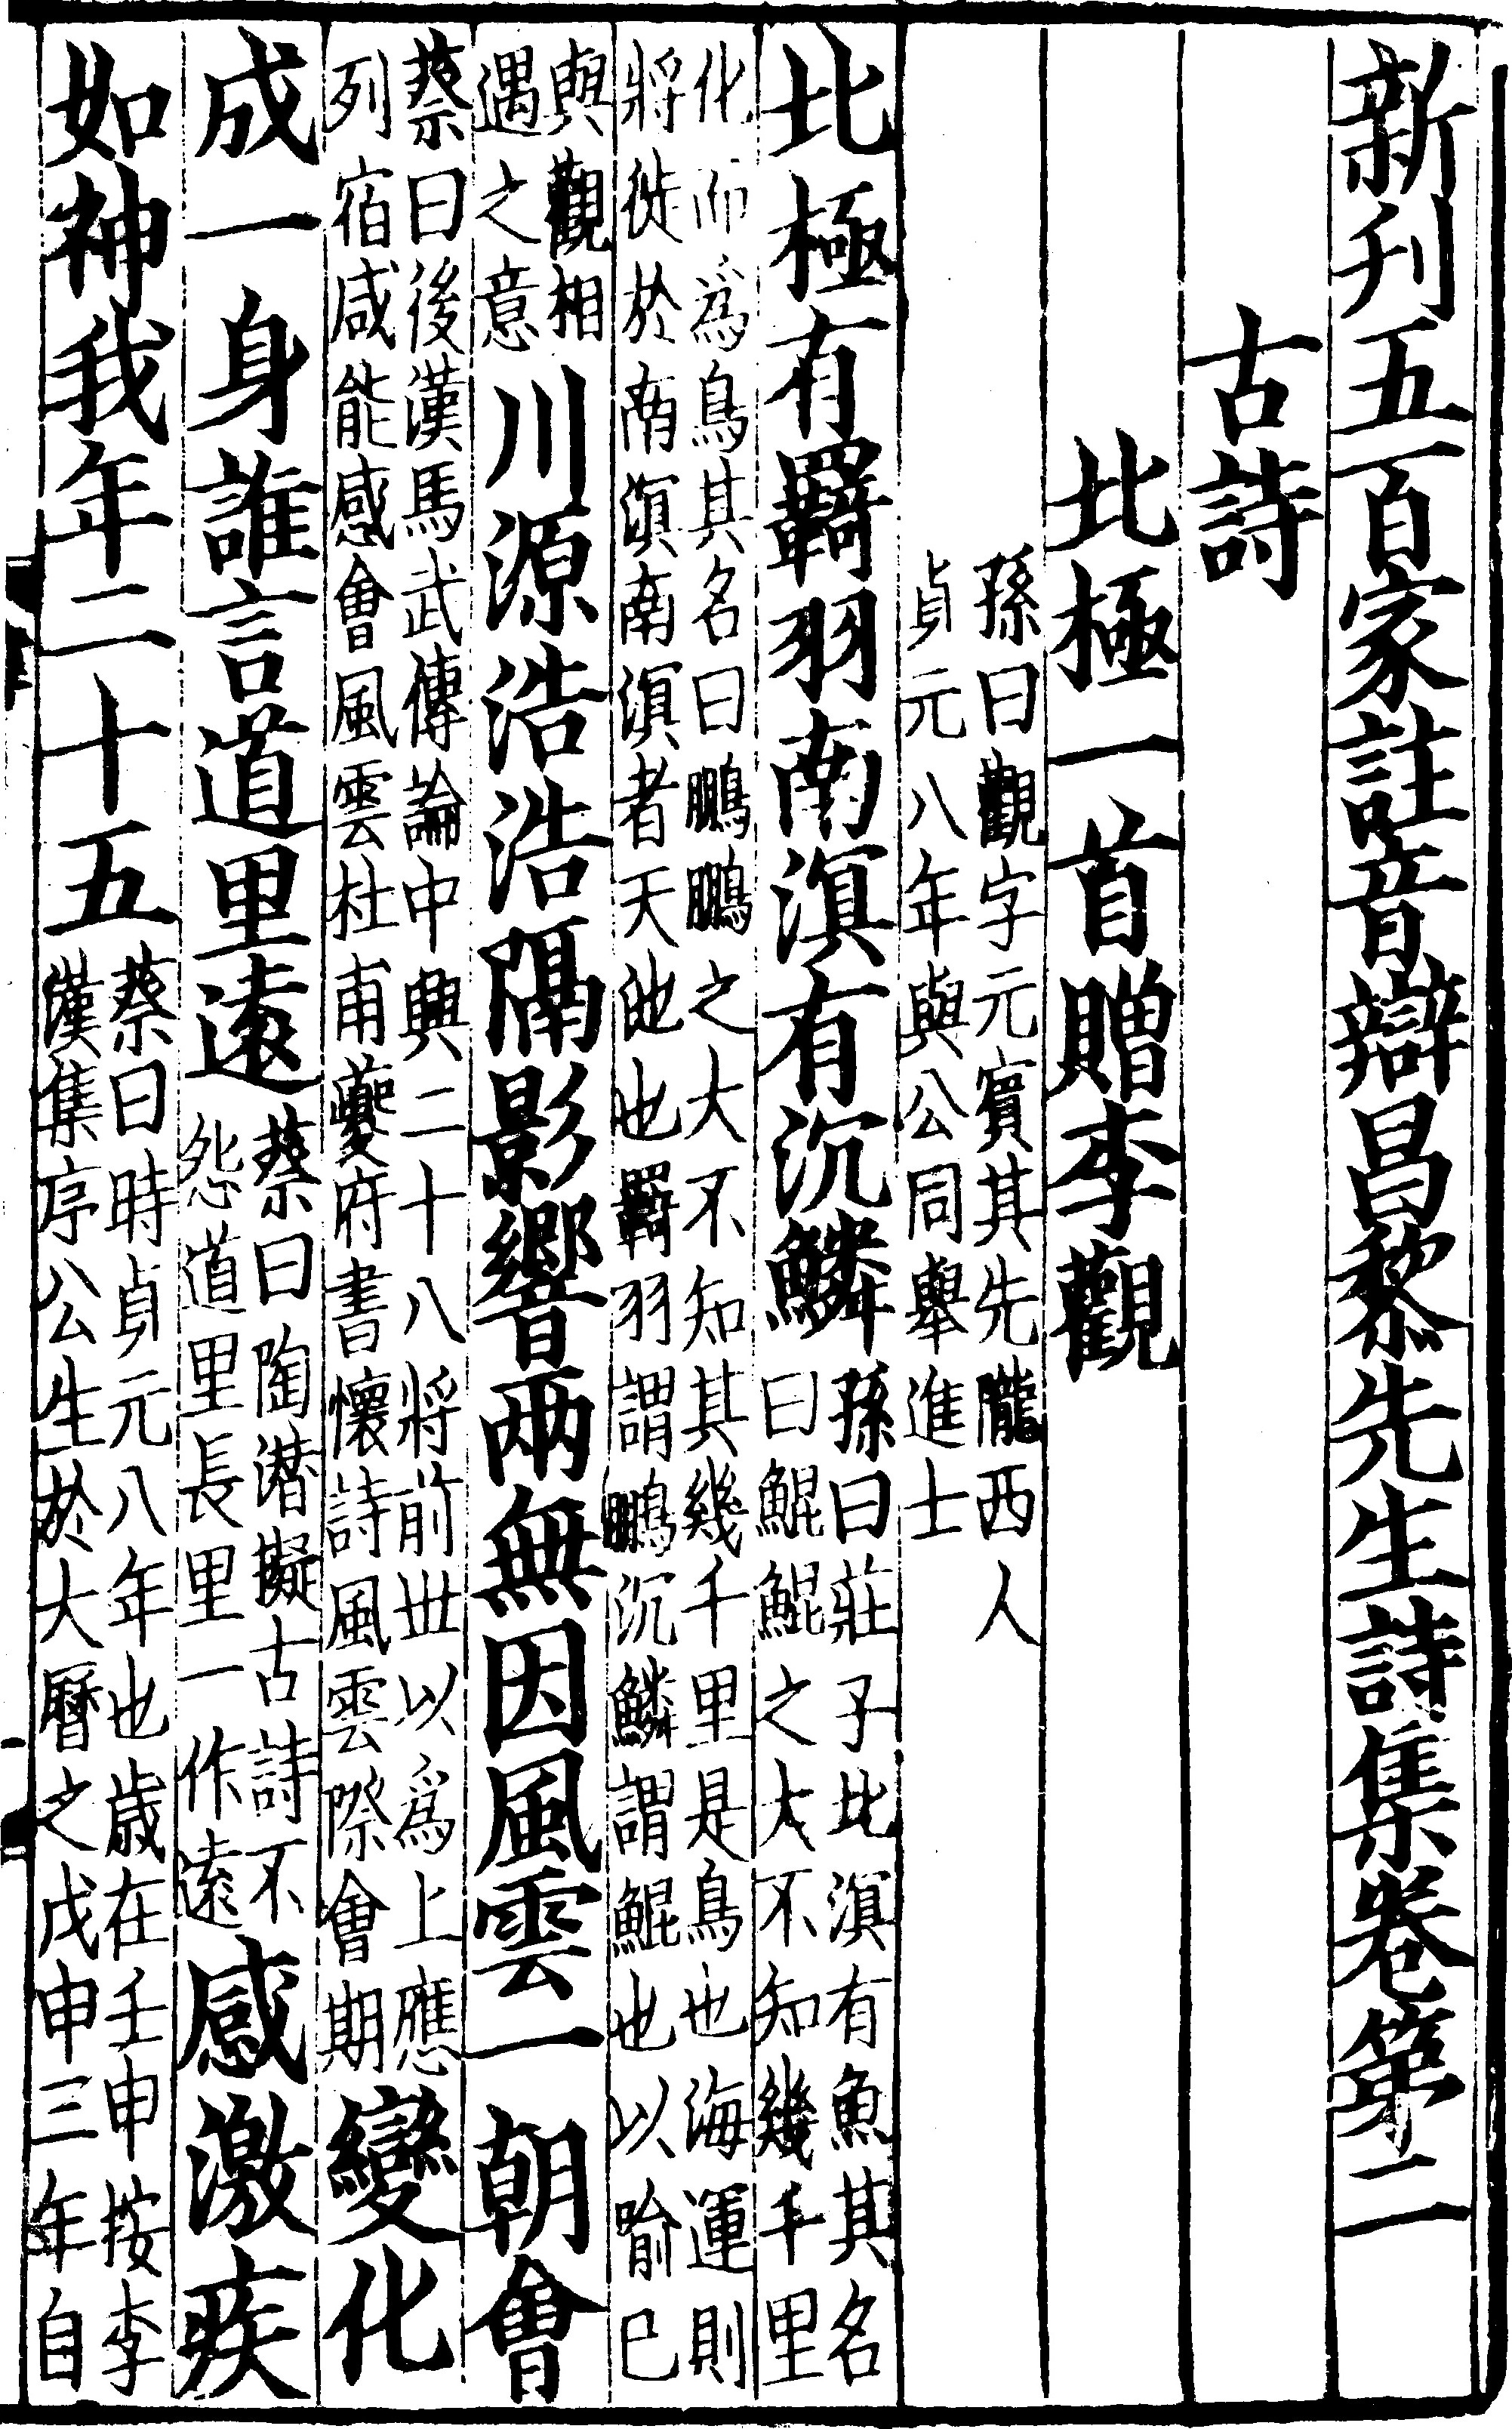 新刋五百家註音辯昌黎先生詩集卷第二
古詩
北極一首贈李觀
孫曰觀字元賔其先隴西人
貞元八年與公同舉進士
北極有羇羽南溟有沉鱗
孫曰莊子北溟有魚其名
曰鯤鯤之大不知幾千里
化而爲鳥其名曰鵬鵬之大不知其幾千里是鳥也海運則
將徙於南溟南溟者天池也羇羽謂鵬沉鱗謂鯤也以喻巳
與觀相
遇之意
川源浩浩隔影響兩無因風雲一朝會
蔡曰後漢馬武傳論中興二十八將前丗以爲上應
列宿咸能感會風雲杜甫夔府書懷詩風雲際會期
變化
成一身誰言道里遠
蔡曰陶潜擬古詩不
怨道里長里一作遠
感激疾
如神我年二十五
蔡曰時貞元八年也歲在壬申按李
漢集序公生於大曆之戊申三年自